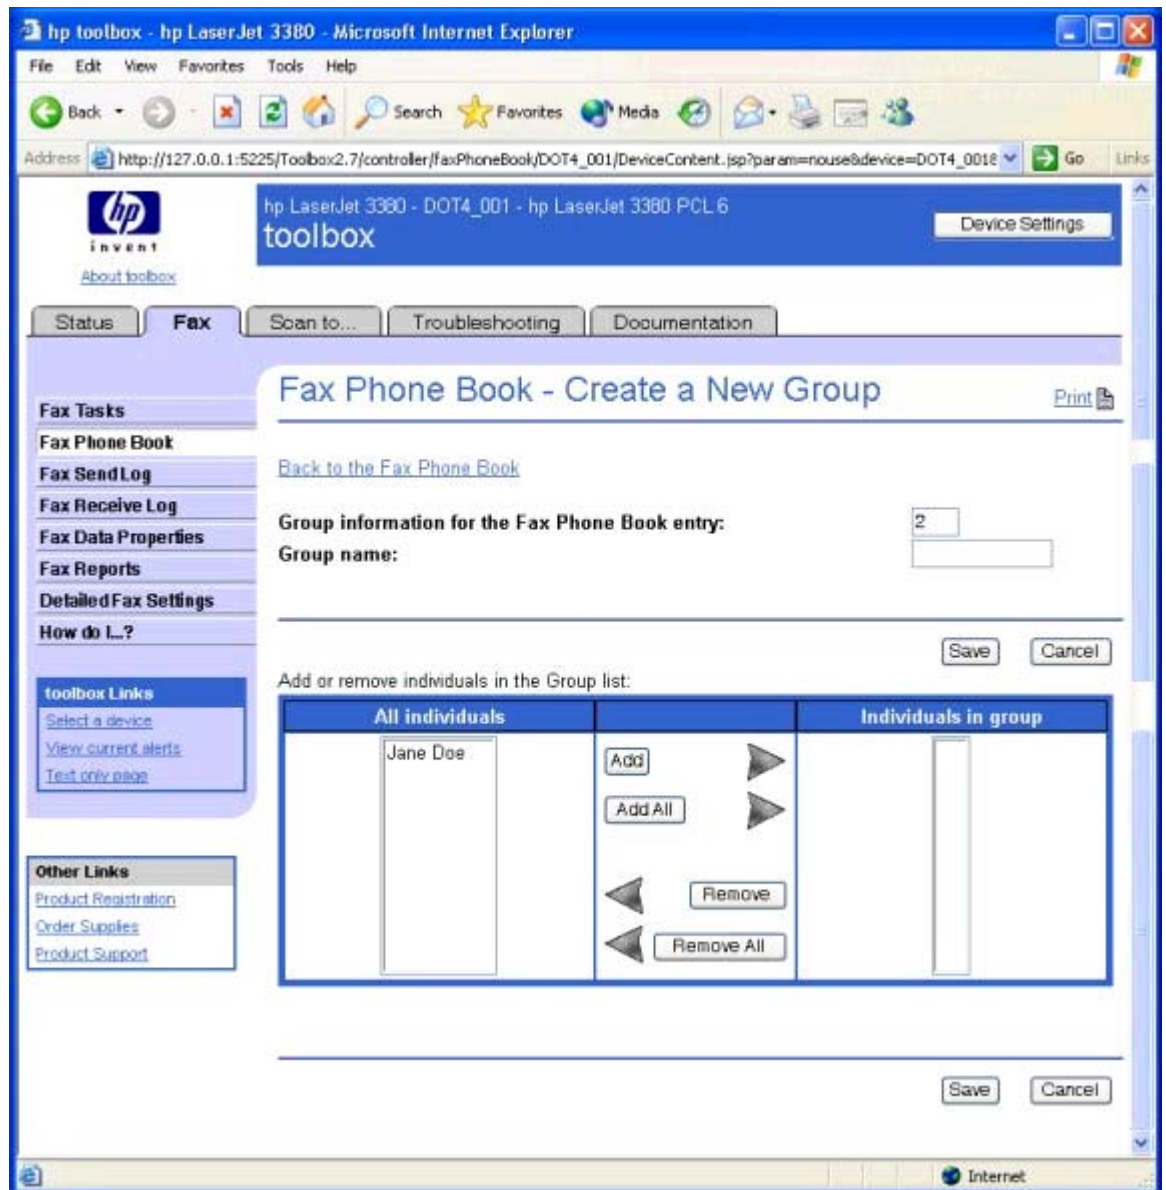 hp toolbox - hp LaserJet 3380 - Microsoft Internet Explorer
File Edit View Favorites Tools Help
Back Search Favorites Media
Address http://127.0.0.1:5225/Toolbox2.7/controller/faxPhoneBook/DOT4_001/DeviceContent.jsp?param=nouse&device=DOT4_001& Go Links
hp
invent
About toolbox
hp LaserJet 3380 - DOT4_001 - hp LaserJet 3380 PCL 6
toolbox
Device Settings
Status Fax Scan to... Troubleshooting Documentation
Fax Phone Book - Create a New Group
Print
Fax Tasks
Fax Phone Book
Fax Send Log
Fax Receive Log
Fax Data Properties
Fax Reports
Detailed Fax Settings
How do I...?
toolbox Links
Select a device
View current alerts
Text only page
Other Links
Product Registration
Order Supplies
Product Support
Back to the Fax Phone Book
Group information for the Fax Phone Book entry: 2
Group name:
Save Cancel
Add or remove individuals in the Group list:
All individuals Individuals in group
Jane Doe
Add
Add All
Remove
Remove All
Save Cancel
Internet